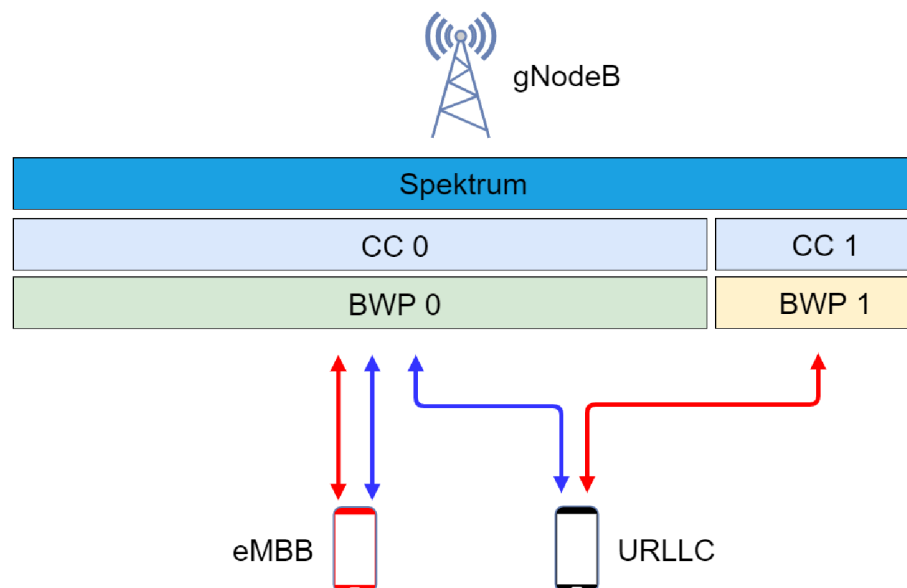 gNodeB
Spektrum
CC 0
CC 1
BWP 0
BWP 1
eMBB
URLLC